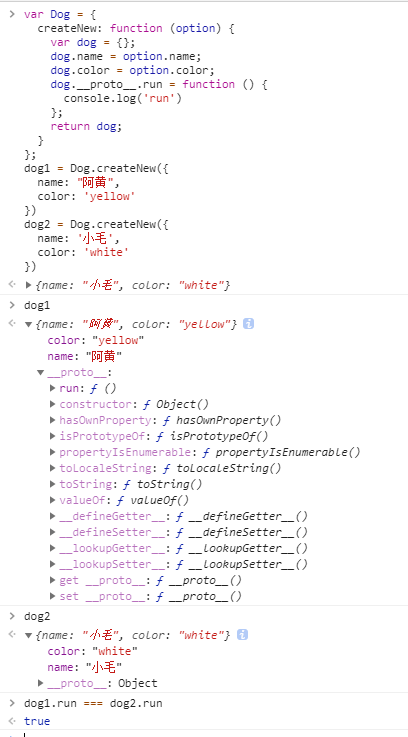 > var Dog = {
createNew: function (option) {
var dog = {};
dog.name = option.name;
dog.color = option.color;
dog.__proto__.run = function () {
console.log('run')
};
return dog;
}
};
dog1 = Dog.createNew({
name: "阿黄",
color: 'yellow'
})
dog2 = Dog.createNew({
name: '小毛',
color: 'white'
})
{name: "小毛", color: "white"}
> dog1
{name: "阿黄", color: "yellow"} i
color: "yellow"
name: "阿黄"
__proto__:
run: ƒ ()
constructor: ƒ Object()
hasOwnProperty: ƒ hasOwnProperty()
isPrototypeOf: ƒ isPrototypeOf()
propertyIsEnumerable: ƒ propertyIsEnumerable()
toLocaleString: ƒ toLocaleString()
toString: ƒ toString()
valueOf: ƒ valueOf()
__defineGetter__: ƒ __defineGetter__()
__defineSetter__: ƒ __defineSetter__()
__lookupGetter__: ƒ __lookupGetter__()
__lookupSetter__: ƒ __lookupSetter__()
get __proto__: ƒ __proto__()
set __proto__: ƒ __proto__()
> dog2
{name: "小毛", color: "white"} i
color: "white"
name: "小毛"
__proto__: Object
> dog1.run === dog2.run
true